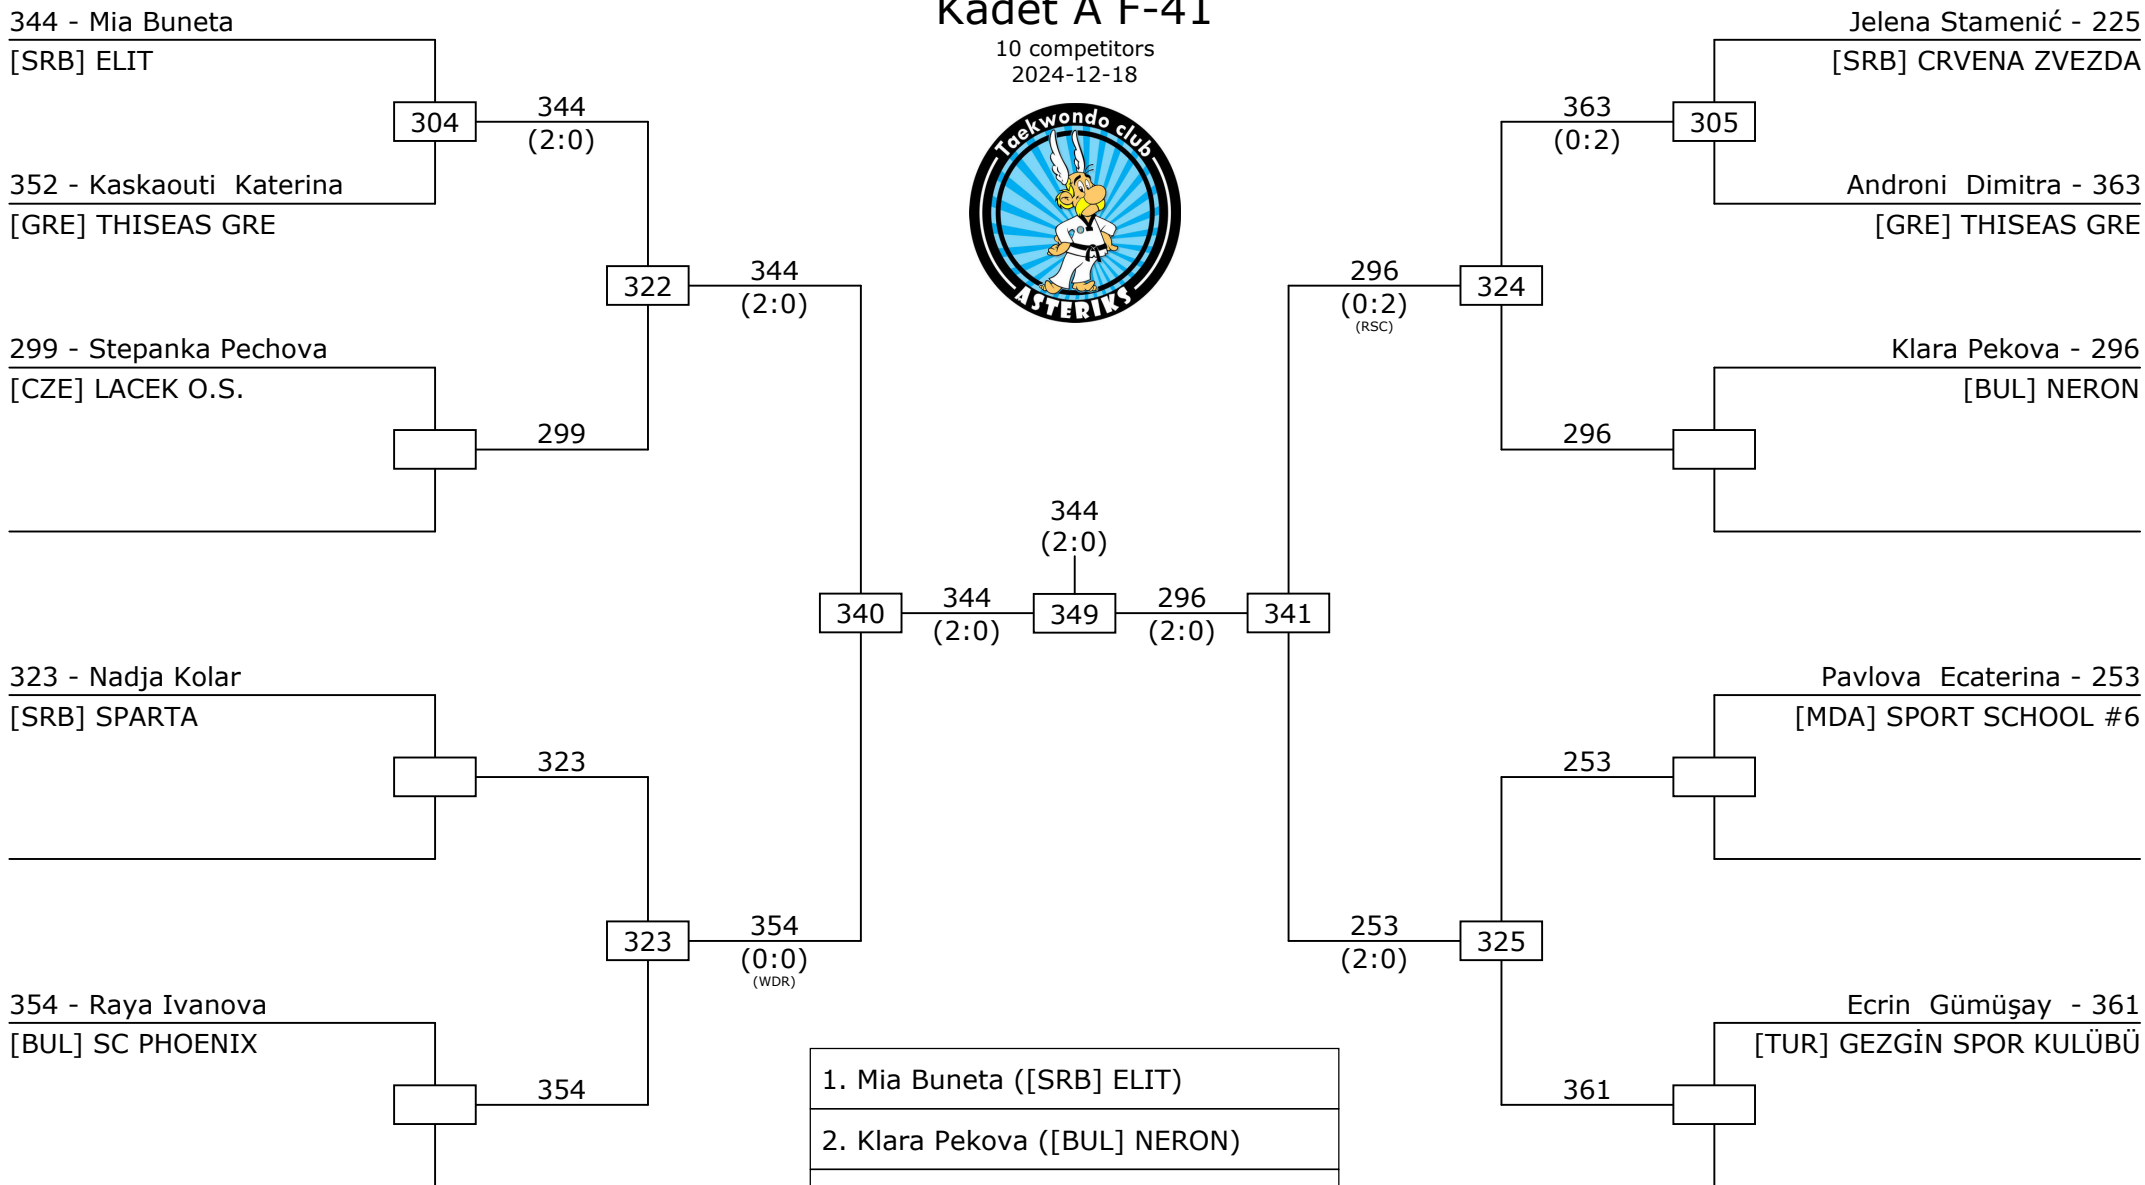 Kadet A F-41
10 competitors
2024-12-18
Taekwondo club
ASTERIKS
344 - Mia Buneta
[SRB] ELIT
304
344
(2:0)
352 - Kaskaouti  Katerina
[GRE] THISEAS GRE
322
344
(2:0)
299 - Stepanka Pechova
[CZE] LACEK O.S.
299
323 - Nadja Kolar
[SRB] SPARTA
323
323
354
(0:0)
(WDR)
354 - Raya Ivanova
[BUL] SC PHOENIX
354
340
344
(2:0)
344
(2:0)
349
296
(2:0)
341
Jelena Stamenić - 225
[SRB] CRVENA ZVEZDA
363
(0:2)
305
Androni  Dimitra - 363
[GRE] THISEAS GRE
296
(0:2)
(RSC)
324
Klara Pekova - 296
[BUL] NERON
296
Pavlova  Ecaterina - 253
[MDA] SPORT SCHOOL #6
253
253
(2:0)
325
Ecrin  Gümüşay  - 361
[TUR] GEZGİN SPOR KULÜBÜ
361
1. Mia Buneta ([SRB] ELIT)
2. Klara Pekova ([BUL] NERON)